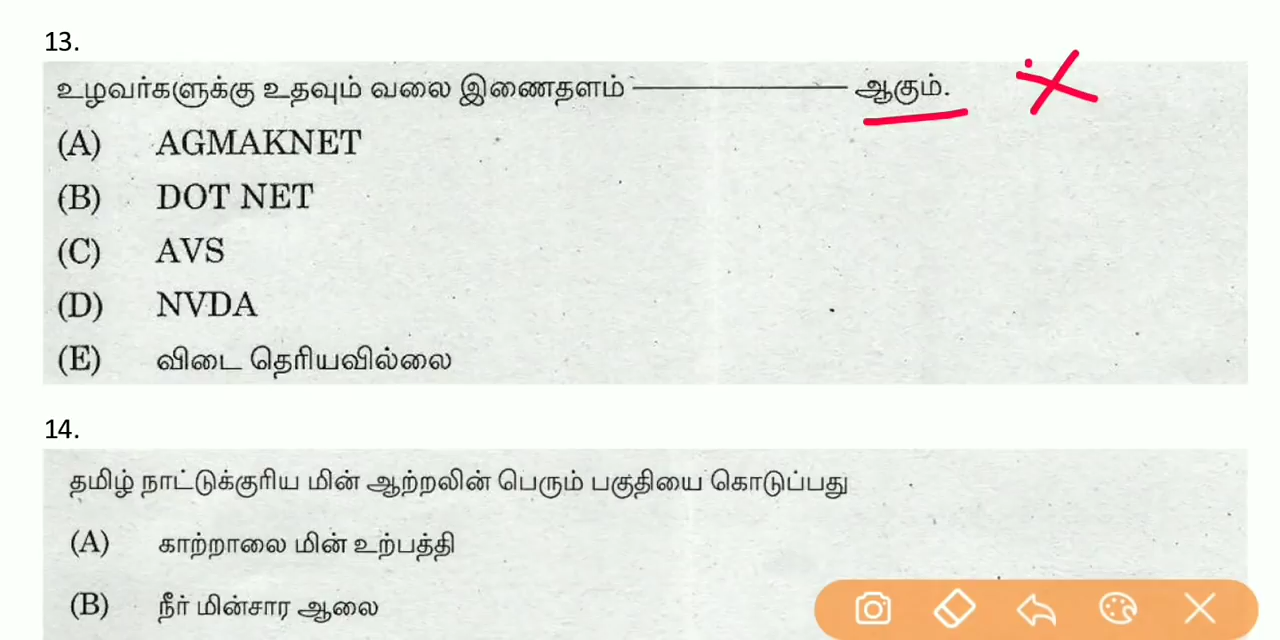 13.
உழவர்களுக்கு உதவும் வலை இணைதளம் ——————— ஆகும்.
(A) AGMAKNET
(B) DOT NET
(C) AVS
(D) NVDA
(E) விடை தெரியவில்லை
14.
தமிழ் நாட்டுக்குரிய மின் ஆற்றலின் பெரும் பகுதியை கொடுப்பது
(A) காற்றாலை மின் உற்பத்தி
(B) நீர் மின்சார ஆலை